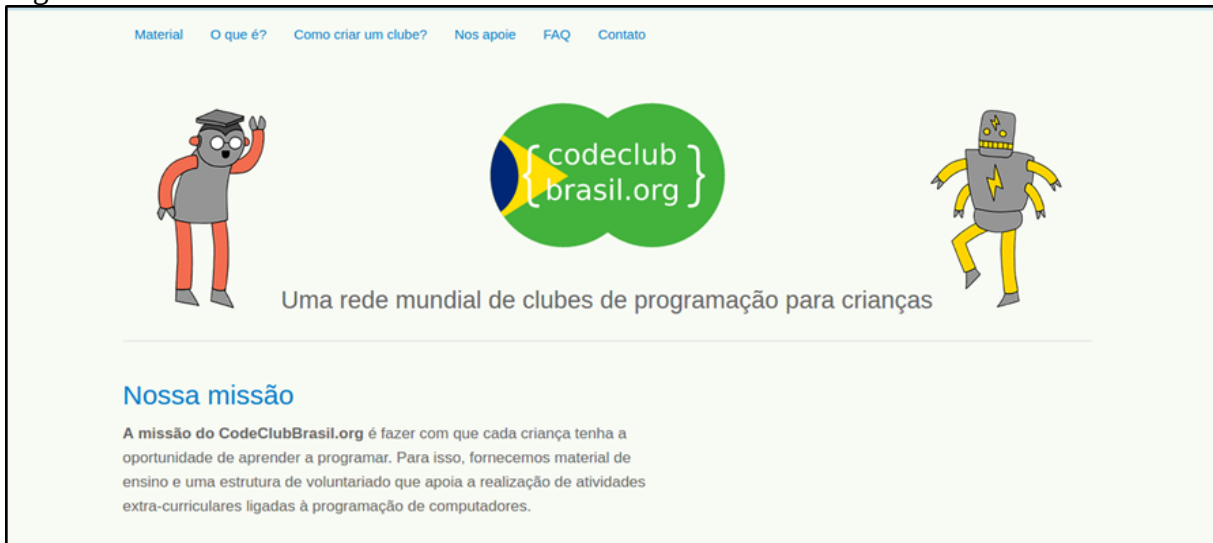 Material O que é? Como criar um clube? Nos apoie FAQ Contato
{ codeclub
brasil.org }
Uma rede mundial de clubes de programação para crianças
Nossa missão
A missão do CodeClubBrasil.org é fazer com que cada criança tenha a
oportunidade de aprender a programar. Para isso, fornecemos material de
ensino e uma estrutura de voluntariado que apoia a realização de atividades
extra-curriculares ligadas à programação de computadores.